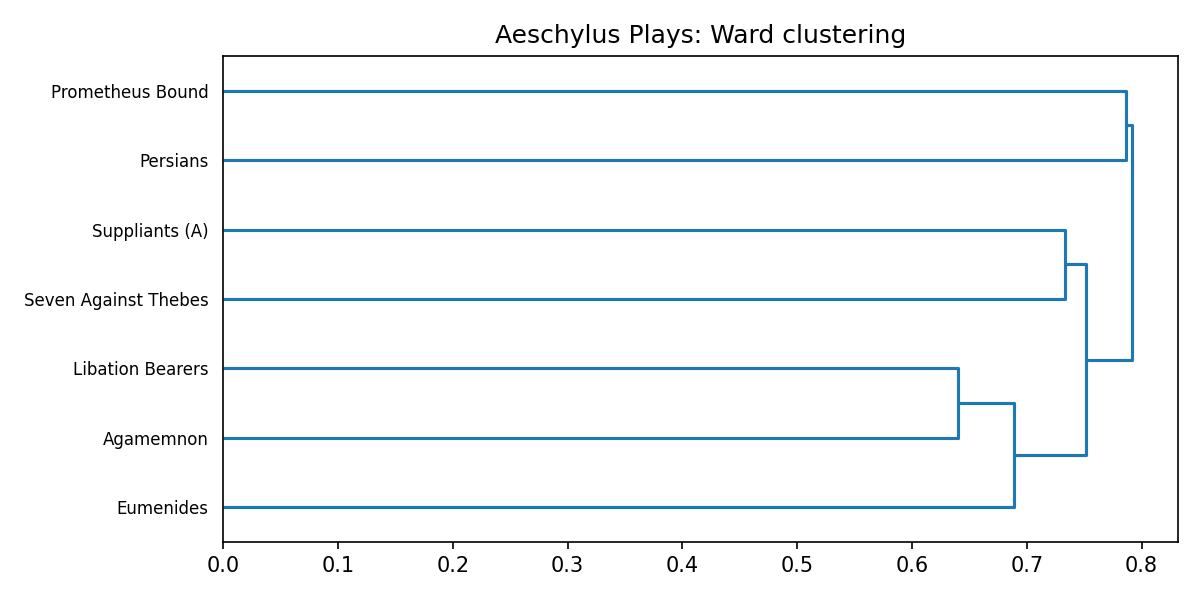 Aeschylus Plays: Ward clustering
Prometheus Bound
Persians
Suppliants (A)
Seven Against Thebes
Libation Bearers
Agamemnon
Eumenides
0.0 0.1 0.2 0.3 0.4 0.5 0.6 0.7 0.8